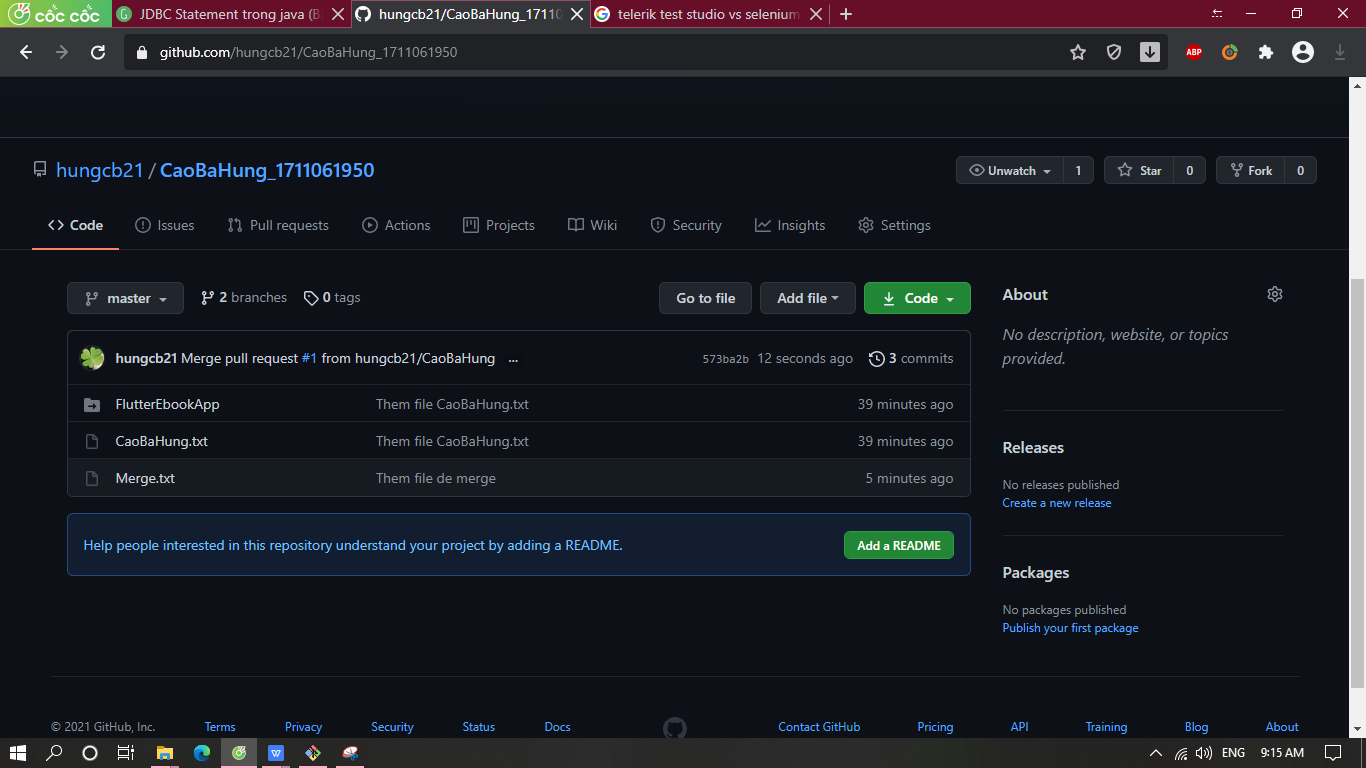 cốc cốc JDBC Statement trong java (B hungcb21/CaoBaHung_1711 telerik test studio vs selenium
github.com/hungcb21/CaoBaHung_1711061950 ABP
hungcb21 / CaoBaHung_1711061950 Unwatch 1 Star 0 Fork 0
Code Issues Pull requests Actions Projects Wiki Security Insights Settings
master 2 branches 0 tags Go to file Add file Code About
No description, website, or topics
provided.
hungcb21 Merge pull request #1 from hungcb21/CaoBaHung ... 573ba2b 12 seconds ago 3 commits
FlutterEbookApp Them file CaoBaHung.txt 39 minutes ago
CaoBaHung.txt Them file CaoBaHung.txt 39 minutes ago
Merge.txt Them file de merge 5 minutes ago
Help people interested in this repository understand your project by adding a README. Add a README
Releases
No releases published
Create a new release
Packages
No packages published
Publish your first package
© 2021 GitHub, Inc. Terms Privacy Security Status Docs Contact GitHub Pricing API Training Blog About
W ENG 9:15 AM